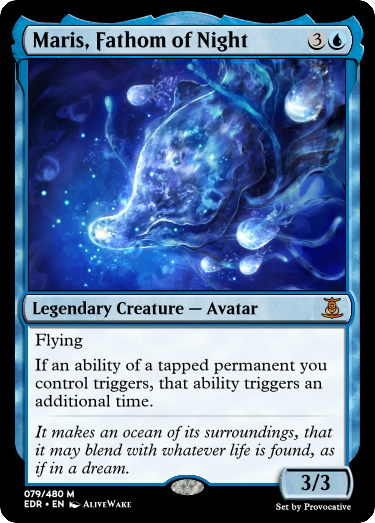 Maris, Fathom of Night 3
Legendary Creature — Avatar
Flying
If an ability of a tapped permanent you
control triggers, that ability triggers an
additional time.
It makes an ocean of its surroundings, that
it may blend with whatever life is found, as
if in a dream.
3/3
079/480 M
EDR • EN AliveWake
Set by Provocative